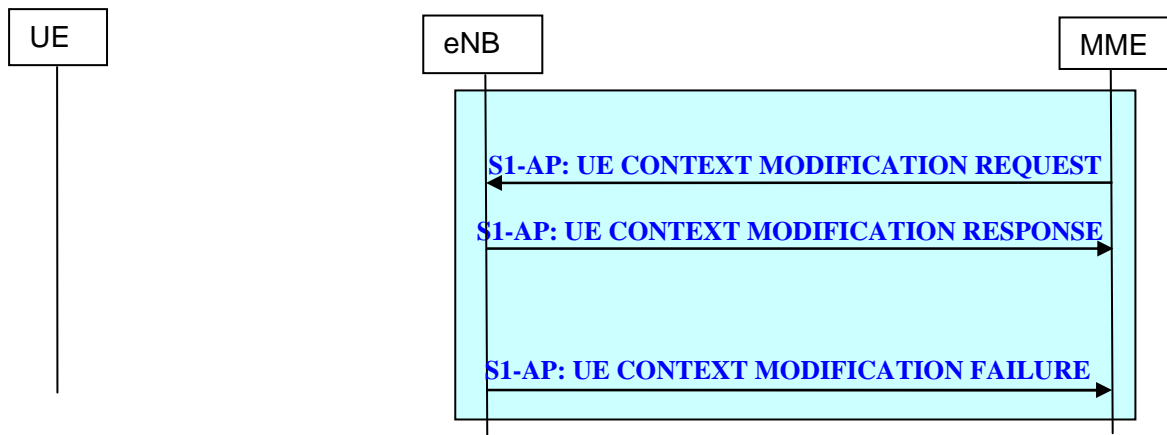 UE
eNB
MME
S1-AP: UE CONTEXT MODIFICATION REQUEST
S1-AP: UE CONTEXT MODIFICATION RESPONSE
S1-AP: UE CONTEXT MODIFICATION FAILURE